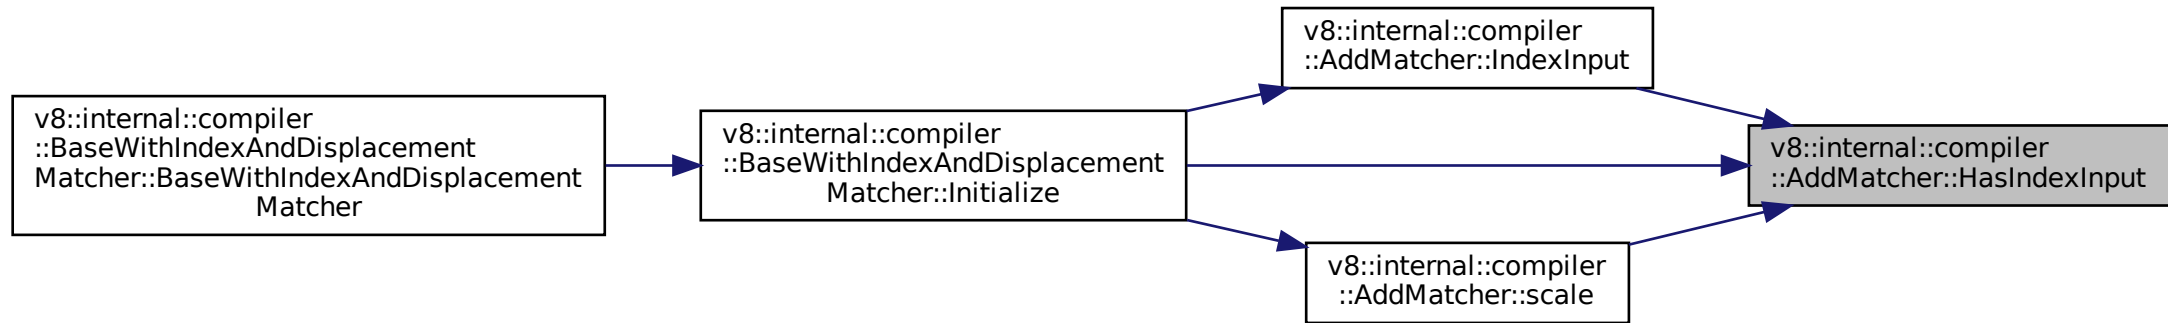 v8::internal::compiler
::BaseWithIndexAndDisplacement
Matcher::BaseWithIndexAndDisplacement
Matcher
v8::internal::compiler
::BaseWithIndexAndDisplacement
Matcher::Initialize
v8::internal::compiler
::AddMatcher::IndexInput
v8::internal::compiler
::AddMatcher::scale
v8::internal::compiler
::AddMatcher::HasIndexInput